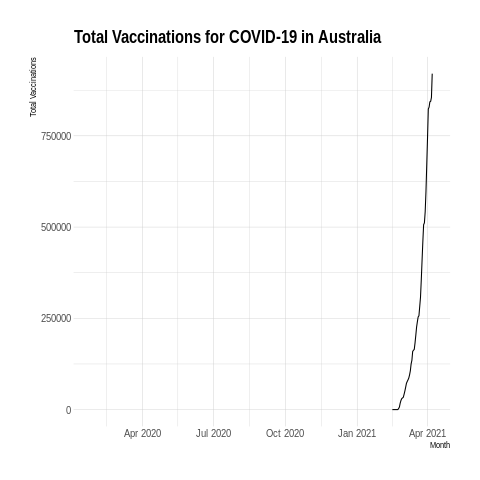 Total Vaccinations for COVID-19 in Australia
Total Vaccinations
750000
500000
250000
0
Apr 2020 Jul 2020 Oct 2020 Jan 2021 Apr 2021
Month